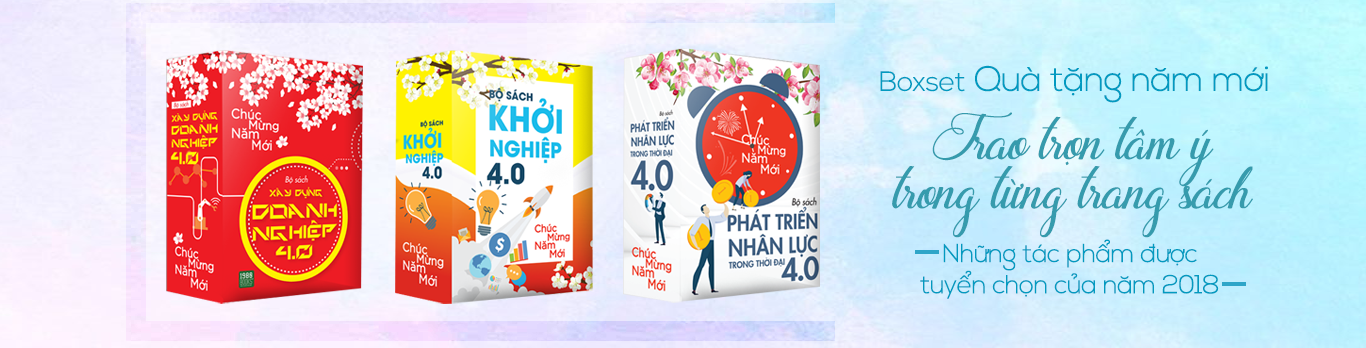 Bộ sách
XÂY DỰNG
DOANH
NGHIỆP
4.0
Chúc
Mừng
Năm
Mới
Chúc
Mừng
Năm
Mới
Bộ sách
XÂY DỰNG
DOANH
NGHIỆP
4.0
1980
BOOKS
BỘ SÁCH
KHỞI
NGHIỆP
4.0
Chúc
Mừng
Năm
Mới
BỘ SÁCH
KHỞI
NGHIỆP
4.0
Chúc
Mừng
Năm
Mới
Bộ sách
PHÁT TRIỂN
NHÂN LỰC
TRONG THỜI ĐẠI
4.0
Chúc
Mừng
Năm
Mới
Chúc
Mừng
Năm
Mới
Bộ sách
PHÁT TRIỂN
NHÂN LỰC
TRONG THỜI ĐẠI
4.0
Boxset Quà tặng năm mới
Trao trọn tâm ý
trong từng trang sách
—Những tác phẩm được
tuyển chọn của năm 2018—